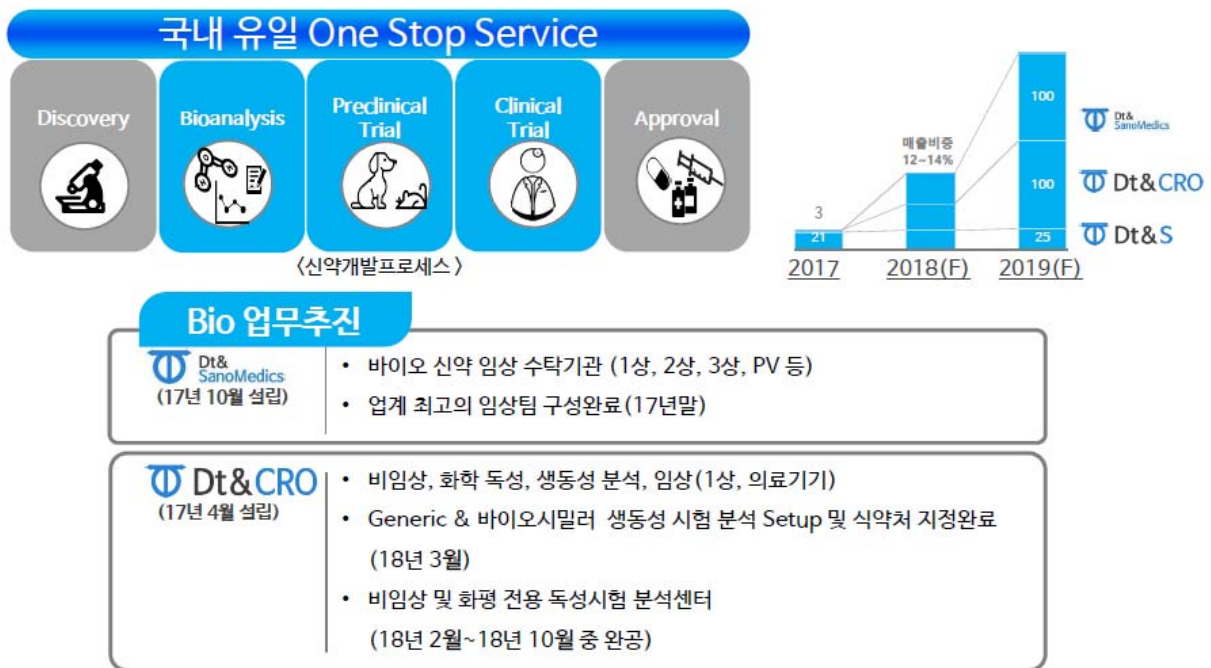 국내 유일 One Stop Service
Discovery
Bioanalysis
Preclinical
Trial
Clinical
Trial
Approval
<신약개발프로세스 >
매출비중
12~14%
3
21
100
100
25
2017
2018(F)
2019(F)
Dt&
SanoMedics
Dt&CRO
Dt&S
Bio 업무추진
Dt&
SanoMedics
(17년 10월 설립)
• 바이오 신약 임상 수탁기관 (1상, 2상, 3상, PV 등)
• 업계 최고의 임상팀 구성완료(17년말)
Dt&CRO
(17년 4월 설립)
• 비임상, 화학 독성, 생동성 분석, 임상(1상, 의료기기)
• Generic & 바이오시밀러 생동성 시험 분석 Setup 및 식약처 지정완료
(18년 3월)
• 비임상 및 화평 전용 독성시험 분석센터
(18년 2월~18년 10월 중 완공)